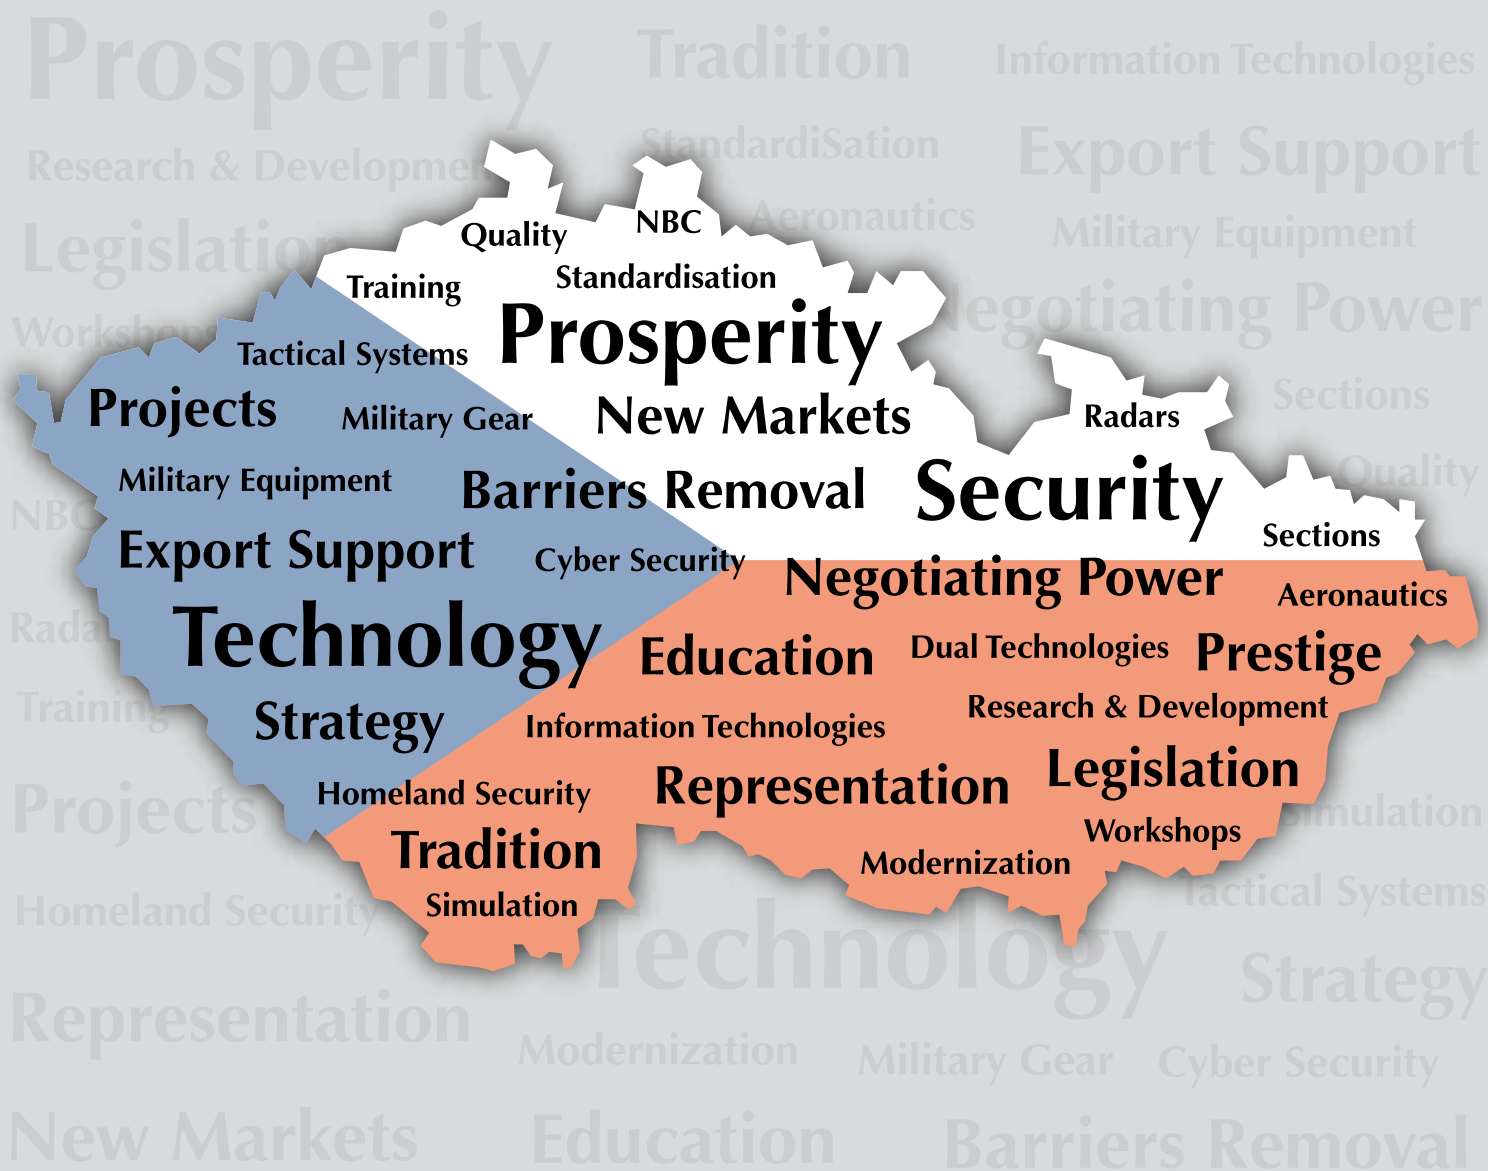 Prosperity
Tradition
Information Technologies
StandardiSation
Export Support
Research & Developmen
Legislation
Aeronautics
Military Equipment
Negotiating Power
Workshops
Sections
Quality
NBC
Rada
Training
Projects
Simulation
Homeland Security
Tactical Systems
Technology
Strategy
Representation
Modernization
Military Gear
Cyber Security
New Markets
Education
Barriers Removal
Quality
NBC
Training
Standardisation
Prosperity
Tactical Systems
Projects
Military Gear
New Markets
Radars
Military Equipment
Barriers Removal
Security
Sections
Export Support
Cyber Security
Negotiating Power
Aeronautics
Technology
Education
Dual Technologies
Prestige
Strategy
Information Technologies
Research & Development
Homeland Security
Representation
Legislation
Tradition
Workshops
Modernization
Simulation